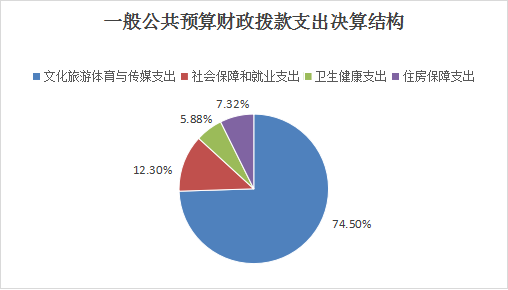 一般公共预算财政拨款支出决算结构
文化旅游体育与传媒支出 社会保障和就业支出 卫生健康支出 住房保障支出
7.32%
5.88%
12.30%
74.50%